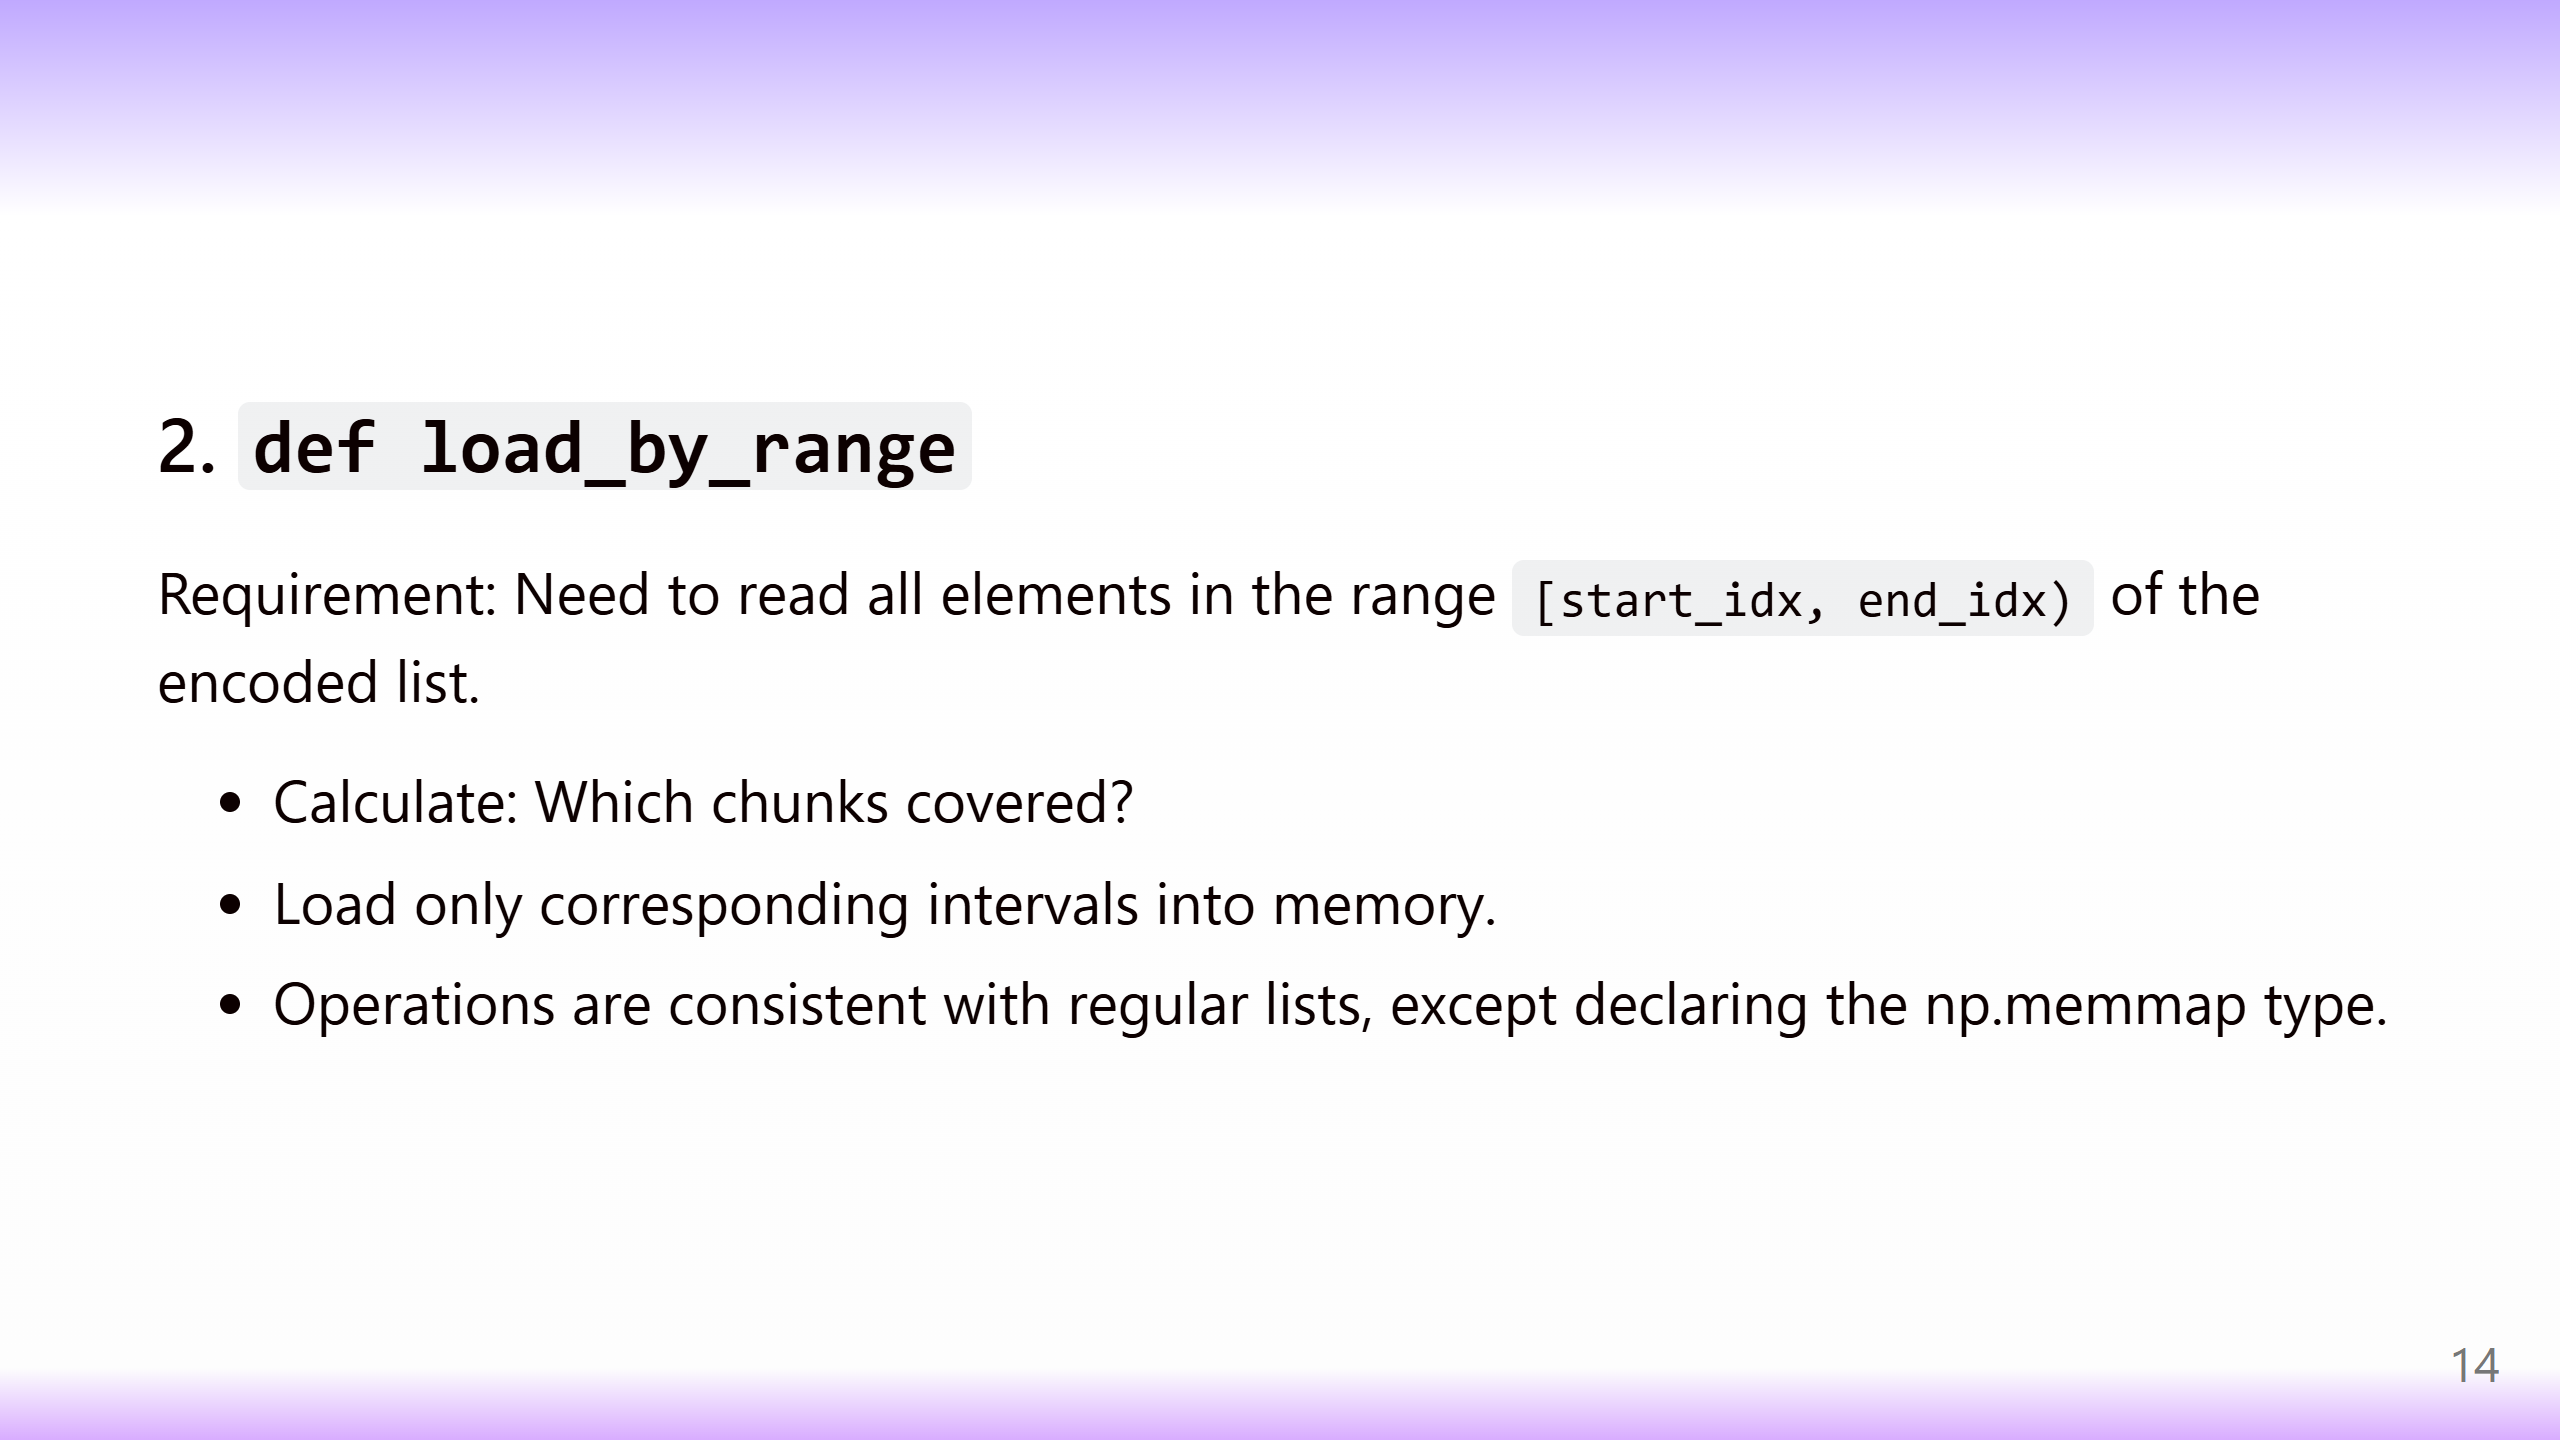 2. def load_by_range
Requirement: Need to read all elements in the range [start_idx, end_idx) of the
encoded list.
• Calculate: Which chunks covered?
• Load only corresponding intervals into memory.
• Operations are consistent with regular lists, except declaring the np.memmap type.
14